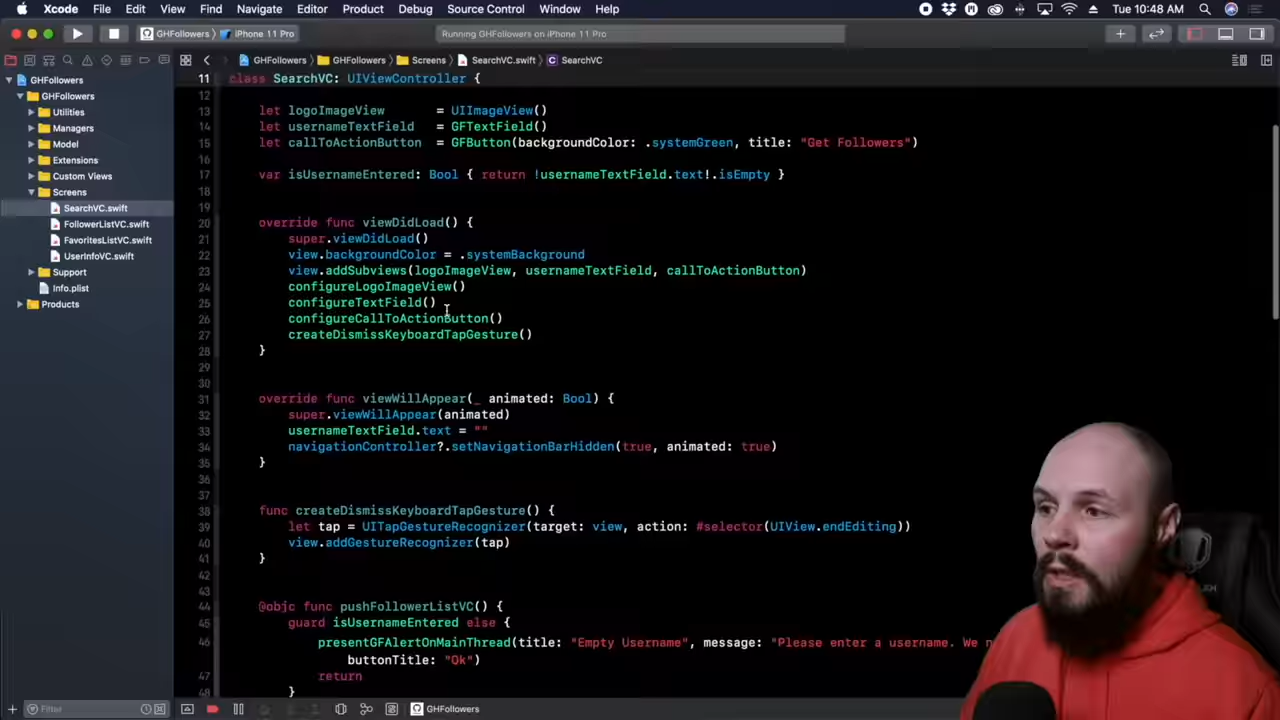 Xcode File Edit View Find Navigate Editor Product Debug Source Control Window Help Tue 10:48 AM
GHFollowers iPhone 11 Pro Running GHFollowers on iPhone 11 Pro
GHFollowers GHFollowers Screens SearchVC.swift SearchVC
GHFollowers
GHFollowers
Utilities
Managers
Model
Extensions
Custom Views
Screens
SearchVC.swift
FollowerListVC.swift
FavoritesListVC.swift
UserInfoVC.swift
Support
Info.plist
Products
11 class SearchVC: UIViewController {
12
13 let logoImageView = UIImageView()
14 let usernameTextField = GFTextField()
15 let callToActionButton = GFButton(backgroundColor: .systemGreen, title: "Get Followers")
16
17 var isUsernameEntered: Bool { return !usernameTextField.text!.isEmpty }
18
19
20 override func viewDidLoad() {
21 super.viewDidLoad()
22 view.backgroundColor = .systemBackground
23 view.addSubviews(logoImageView, usernameTextField, callToActionButton)
24 configureLogoImageView()
25 configureTextField()
26 configureCallToActionButton()
27 createDismissKeyboardTapGesture()
28 }
29
30
31 override func viewWillAppear(_ animated: Bool) {
32 super.viewWillAppear(animated)
33 usernameTextField.text = ""
34 navigationController?.setNavigationBarHidden(true, animated: true)
35 }
36
37
38 func createDismissKeyboardTapGesture() {
39 let tap = UITapGestureRecognizer(target: view, action: #selector(UIView.endEditing))
40 view.addGestureRecognizer(tap)
41 }
42
43
44 @objc func pushFollowerListVC() {
45 guard isUsernameEntered else {
46 presentGFAlertOnMainThread(title: "Empty Username", message: "Please enter a username. We n
buttonTitle: "Ok")
47 return
48 }
Filter GHFollowers